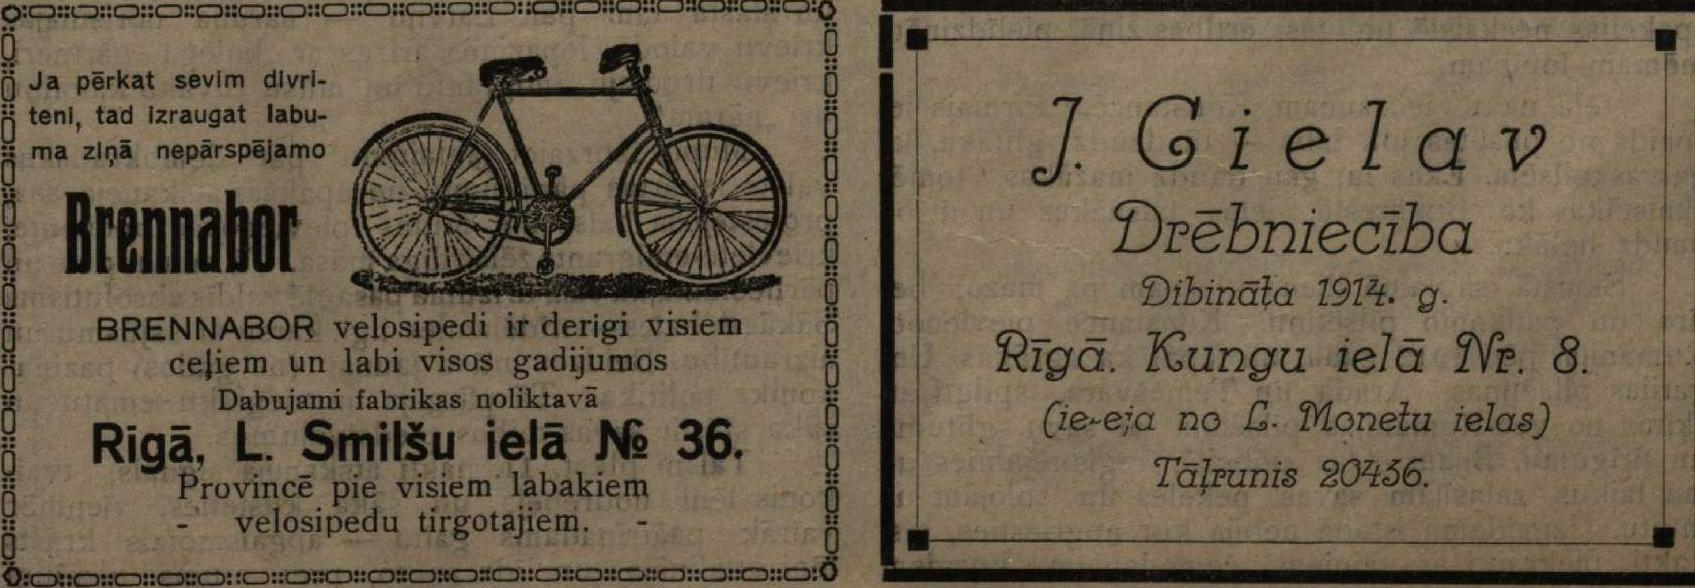 Ja pērkat sevim divri-
teni, tad izraugat labu-
ma ziņā nepārspējamo
Brennabor
BRENNABOR velosipedi ir derigi visiem
ceļiem un labi visos gadijumos
Dabujami fabrikas noliktavā
Rīgā, L. Smilšu ielā № 36.
Provincē pie visiem labakiem
- velosipedu tirgotajiem. -
J. Cielav
Drēbniecība
Dibināta 1914. g.
Rīgā. Kungu ielā Nr. 8.
(ie-eja no L. Monetu ielas)
Tāļrunis 20436.